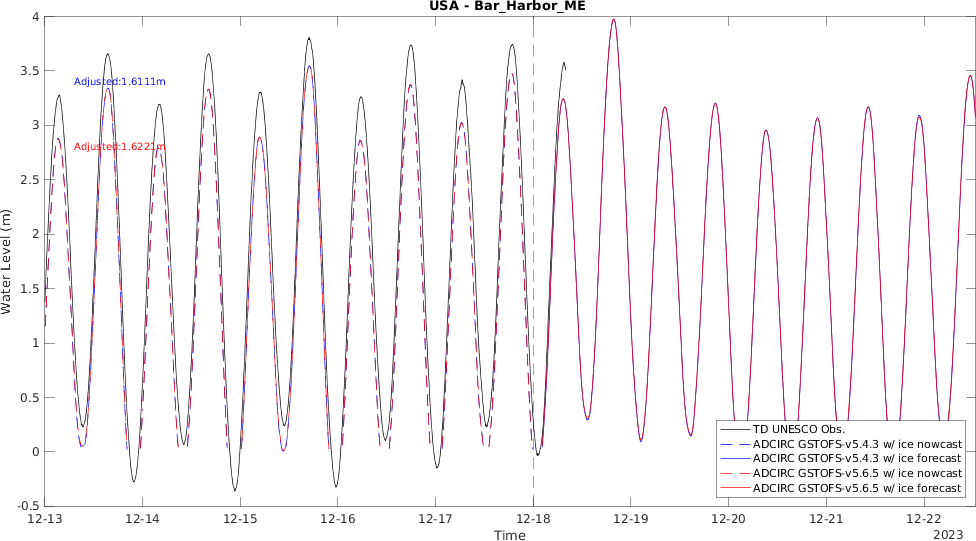 USA - Bar_Harbor_ME
4
3.5
3
2.5
2
1.5
1
0.5
0
-0.5
Water Level (m)
Adjusted:1.6111m
Adjusted:1.6221m
TD UNESCO Obs.
ADCIRC GSTOFS-v5.4.3 w/ ice nowcast
ADCIRC GSTOFS-v5.4.3 w/ ice forecast
ADCIRC GSTOFS-v5.6.5 w/ ice nowcast
ADCIRC GSTOFS-v5.6.5 w/ ice forecast
12-13 12-14 12-15 12-16 12-17 12-18 12-19 12-20 12-21 12-22
Time
2023